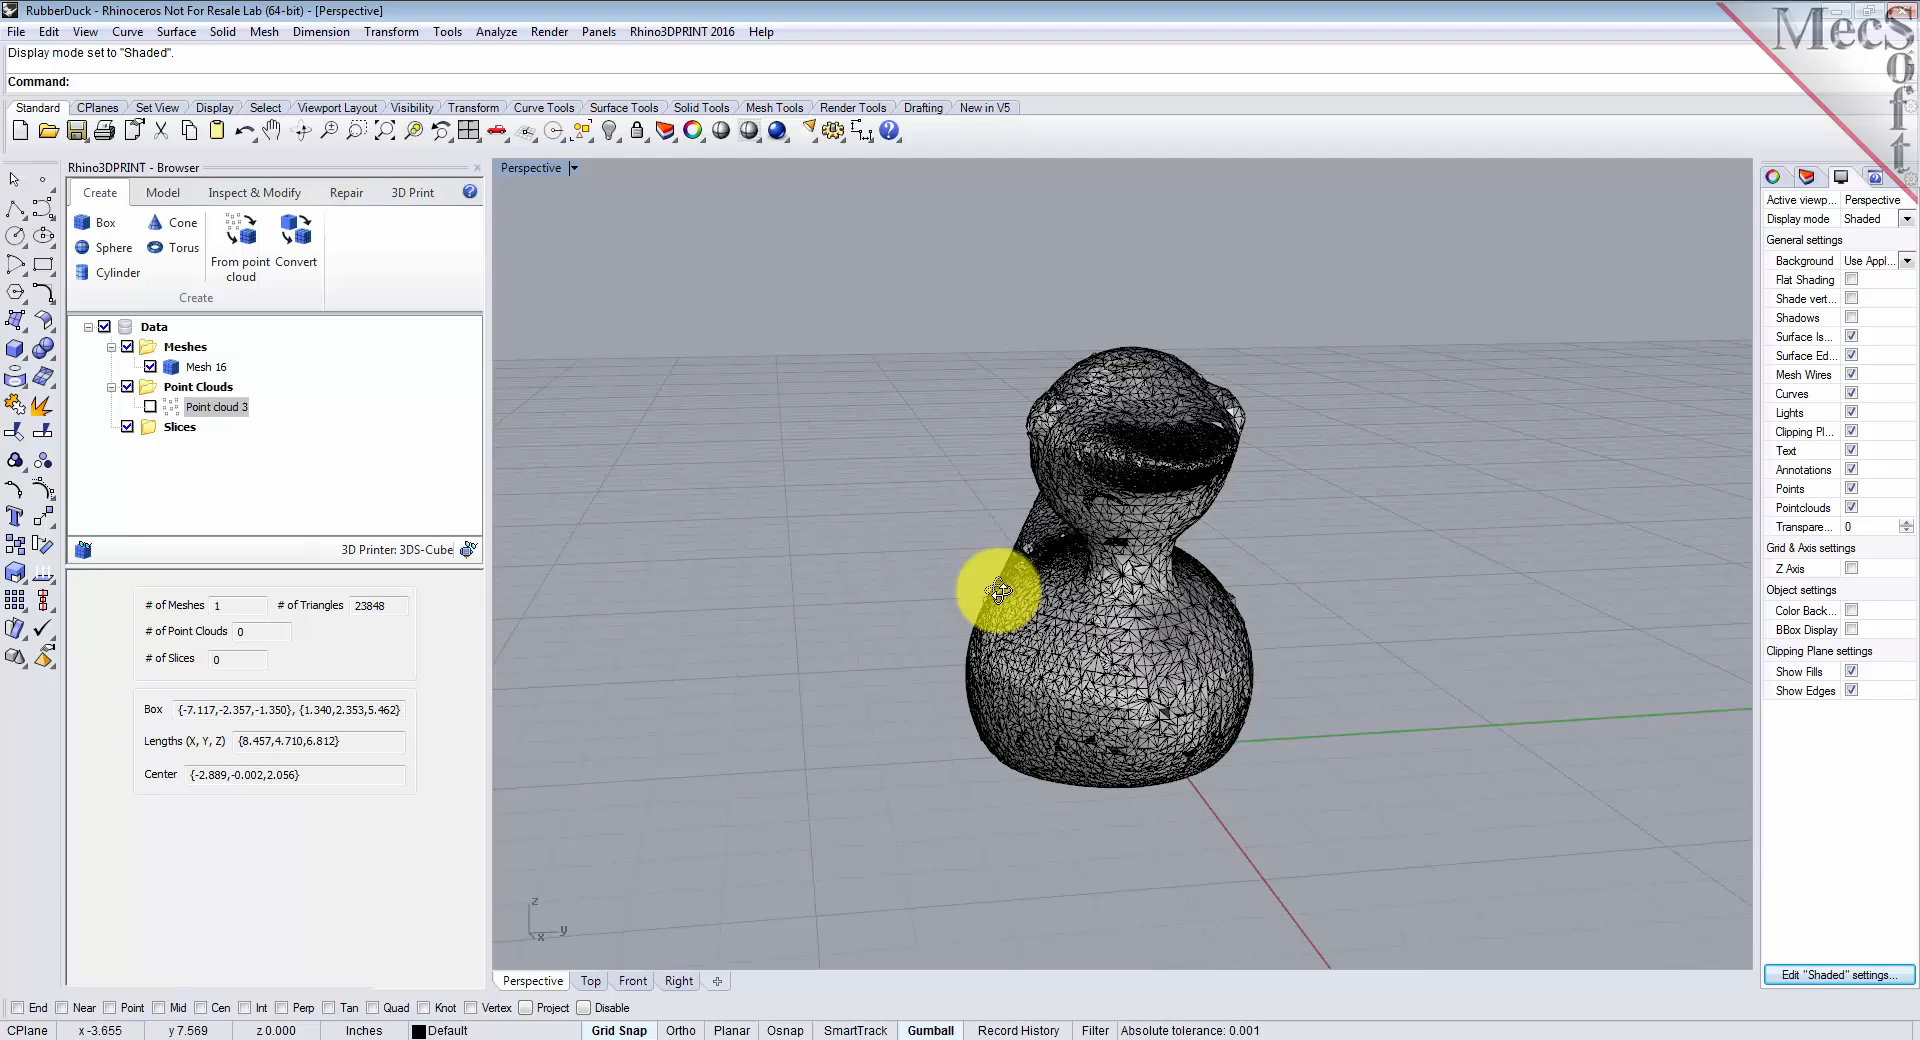 RubberDuck - Rhinoceros Not For Resale Lab (64-bit) - [Perspective]
File Edit View Curve Surface Solid Mesh Dimension Transform Tools Analyze Render Panels Rhino3DPRINT 2016 Help
MecSoft
Display mode set to "Shaded".
Command:
Standard CPlanes Set View Display Select Viewport Layout Visibility Transform Curve Tools Surface Tools Solid Tools Mesh Tools Render Tools Drafting New in V5
Rhino3DPRINT - Browser
Create Model Inspect & Modify Repair 3D Print
Box Cone
Sphere Torus
Cylinder
From point cloud
Convert
Create
Data
Meshes
Mesh 16
Point Clouds
Point cloud 3
Slices
3D Printer: 3DS-Cube
# of Meshes 1 # of Triangles 23848
# of Point Clouds 0
# of Slices 0
Box {-7.117,-2.357,-1.350}, {1.340,2.353,5.462}
Lengths (X, Y, Z) {8.457,4.710,6.812}
Center {-2.889,-0.002,2.056}
Perspective
z
y
x
Perspective Top Front Right
Active viewp... Perspective
Display mode Shaded
General settings
Background Use Appl...
Flat Shading
Shade vert...
Shadows
Surface Is...
Surface Ed...
Mesh Wires
Curves
Lights
Clipping Pl...
Text
Annotations
Points
Pointclouds
Transpare... 0
Grid & Axis settings
Z Axis
Object settings
Color Back...
BBox Display
Clipping Plane settings
Show Fills
Show Edges
Edit "Shaded" settings...
End Near Point Mid Cen Int Perp Tan Quad Knot Vertex Project Disable
CPlane x -3.655 y 7.569 z 0.000 Inches Default Grid Snap Ortho Planar Osnap SmartTrack Gumball Record History Filter Absolute tolerance: 0.001